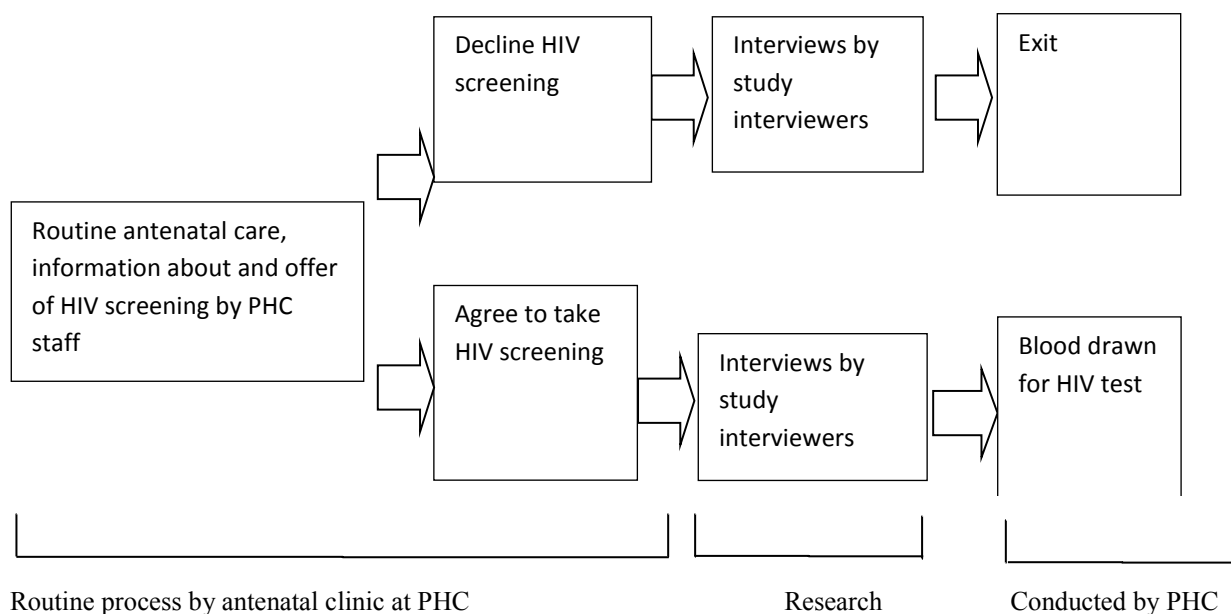 Decline HIV
screening
Interviews by
study
interviewers
Exit
Routine antenatal care,
information about and offer
of HIV screening by PHC
staff
Agree to take
HIV screening
Interviews by
study
interviewers
Blood drawn
for HIV test
Routine process by antenatal clinic at PHC
Research
Conducted by PHC